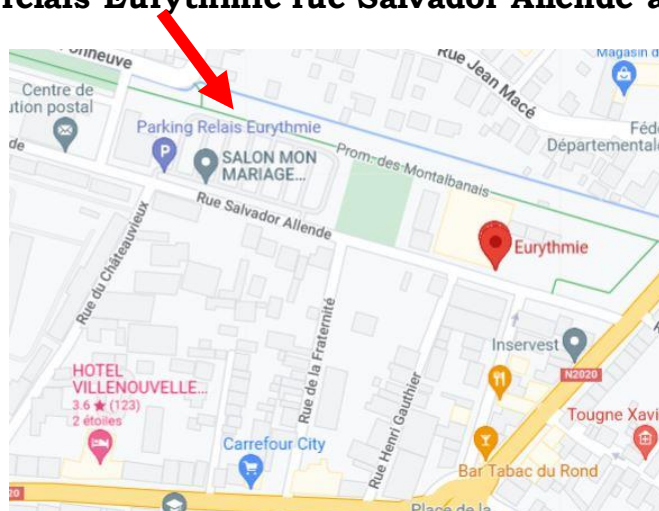 relais Eurythmie rue Salvador Allende
Rue Jean Macé
Magasin d
Centre de
ution postal
Parking Relais Eurythmie
Féd
Départementale
de
SALON MON
MARIAGE...
Prom. des Montalbanais
Rue Salvador Allende
Eurythmie
Rue du Châteauvieux
Rue de la Fraternité
Inservest
N2020
HOTEL
VILLENOUVELLE...
3.6 ★ (123)
2 étoiles
Rue Henri Gauthier
Tougne Xavi
Carrefour City
Bar Tabac du Rond
20
Place de la